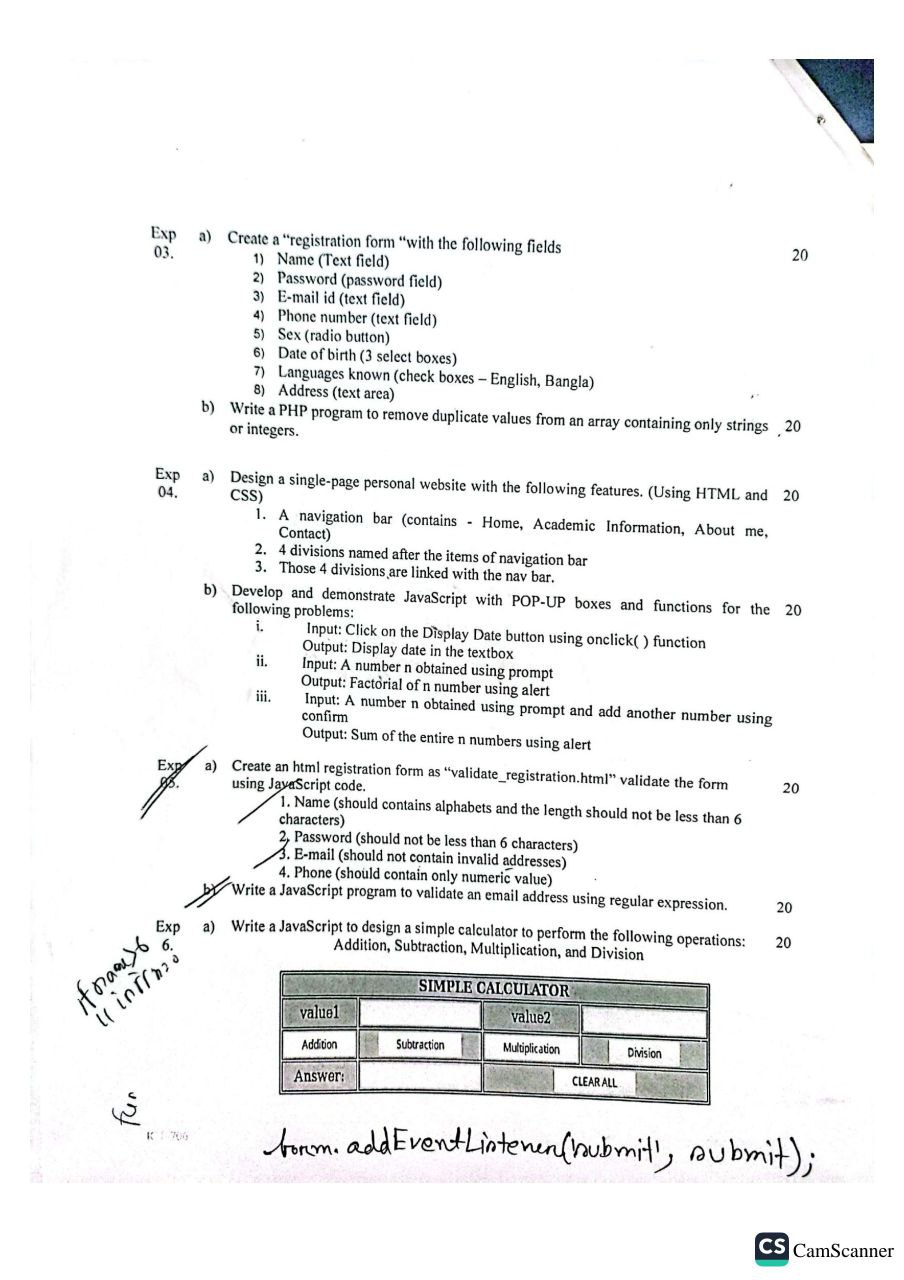 Exp 03. a) Create a “registration form “with the following fields 20
1) Name (Text field)
2) Password (password field)
3) E-mail id (text field)
4) Phone number (text field)
5) Sex (radio button)
6) Date of birth (3 select boxes)
7) Languages known (check boxes – English, Bangla)
8) Address (text area)
b) Write a PHP program to remove duplicate values from an array containing only strings 20
or integers.
Exp 04. a) Design a single-page personal website with the following features. (Using HTML and 20
CSS)
1. A navigation bar (contains - Home, Academic Information, About me,
Contact)
2. 4 divisions named after the items of navigation bar
3. Those 4 divisions are linked with the nav bar.
b) Develop and demonstrate JavaScript with POP-UP boxes and functions for the 20
following problems:
i. Input: Click on the Display Date button using onclick( ) function
Output: Display date in the textbox
ii. Input: A number n obtained using prompt
Output: Factorial of n number using alert
iii. Input: A number n obtained using prompt and add another number using
confirm
Output: Sum of the entire n numbers using alert
Exp 05. a) Create an html registration form as “validate_registration.html” validate the form 20
using JavaScript code.
1. Name (should contains alphabets and the length should not be less than 6
characters)
2. Password (should not be less than 6 characters)
3. E-mail (should not contain invalid addresses)
4. Phone (should contain only numeric value)
b) Write a JavaScript program to validate an email address using regular expression. 20
Exp 6. a) Write a JavaScript to design a simple calculator to perform the following operations: 20
Addition, Subtraction, Multiplication, and Division
SIMPLE CALCULATOR
value1 value2
Addition Subtraction Multiplication Division
Answer: CLEAR ALL
form.addEventListener('submit', submit);
CS CamScanner